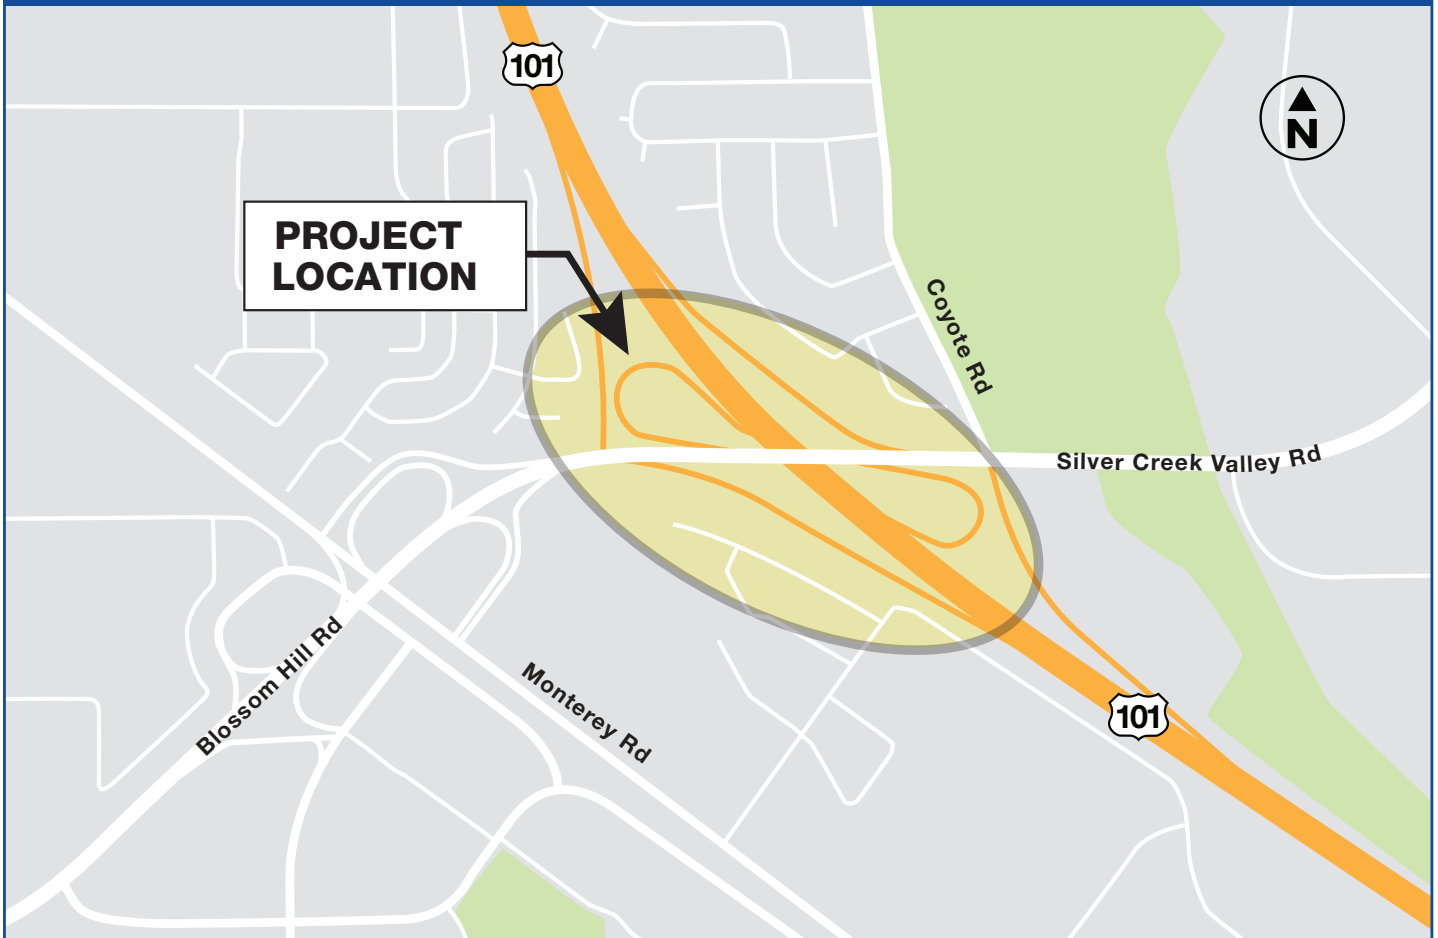 101
N
PROJECT
LOCATION
Coyote Rd
Silver Creek Valley Rd
Blossom Hill Rd
Monterey Rd
101